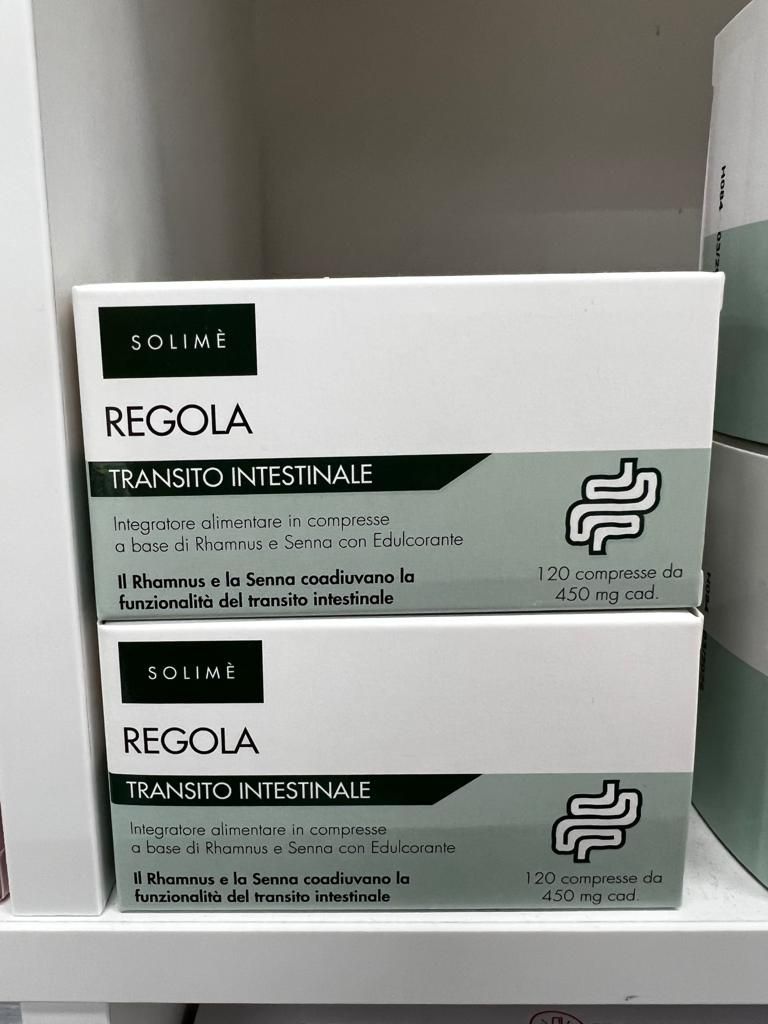 SOLIMÈ
REGOLA
TRANSITO INTESTINALE
Integratore alimentare in compresse
a base di Rhamnus e Senna con Edulcorante
Il Rhamnus e la Senna coadiuvano la
funzionalità del transito intestinale
120 compresse da
450 mg cad.
SOLIMÈ
REGOLA
TRANSITO INTESTINALE
Integratore alimentare in compresse
a base di Rhamnus e Senna con Edulcorante
Il Rhamnus e la Senna coadiuvano la
funzionalità del transito intestinale
120 compresse da
450 mg cad.
H084